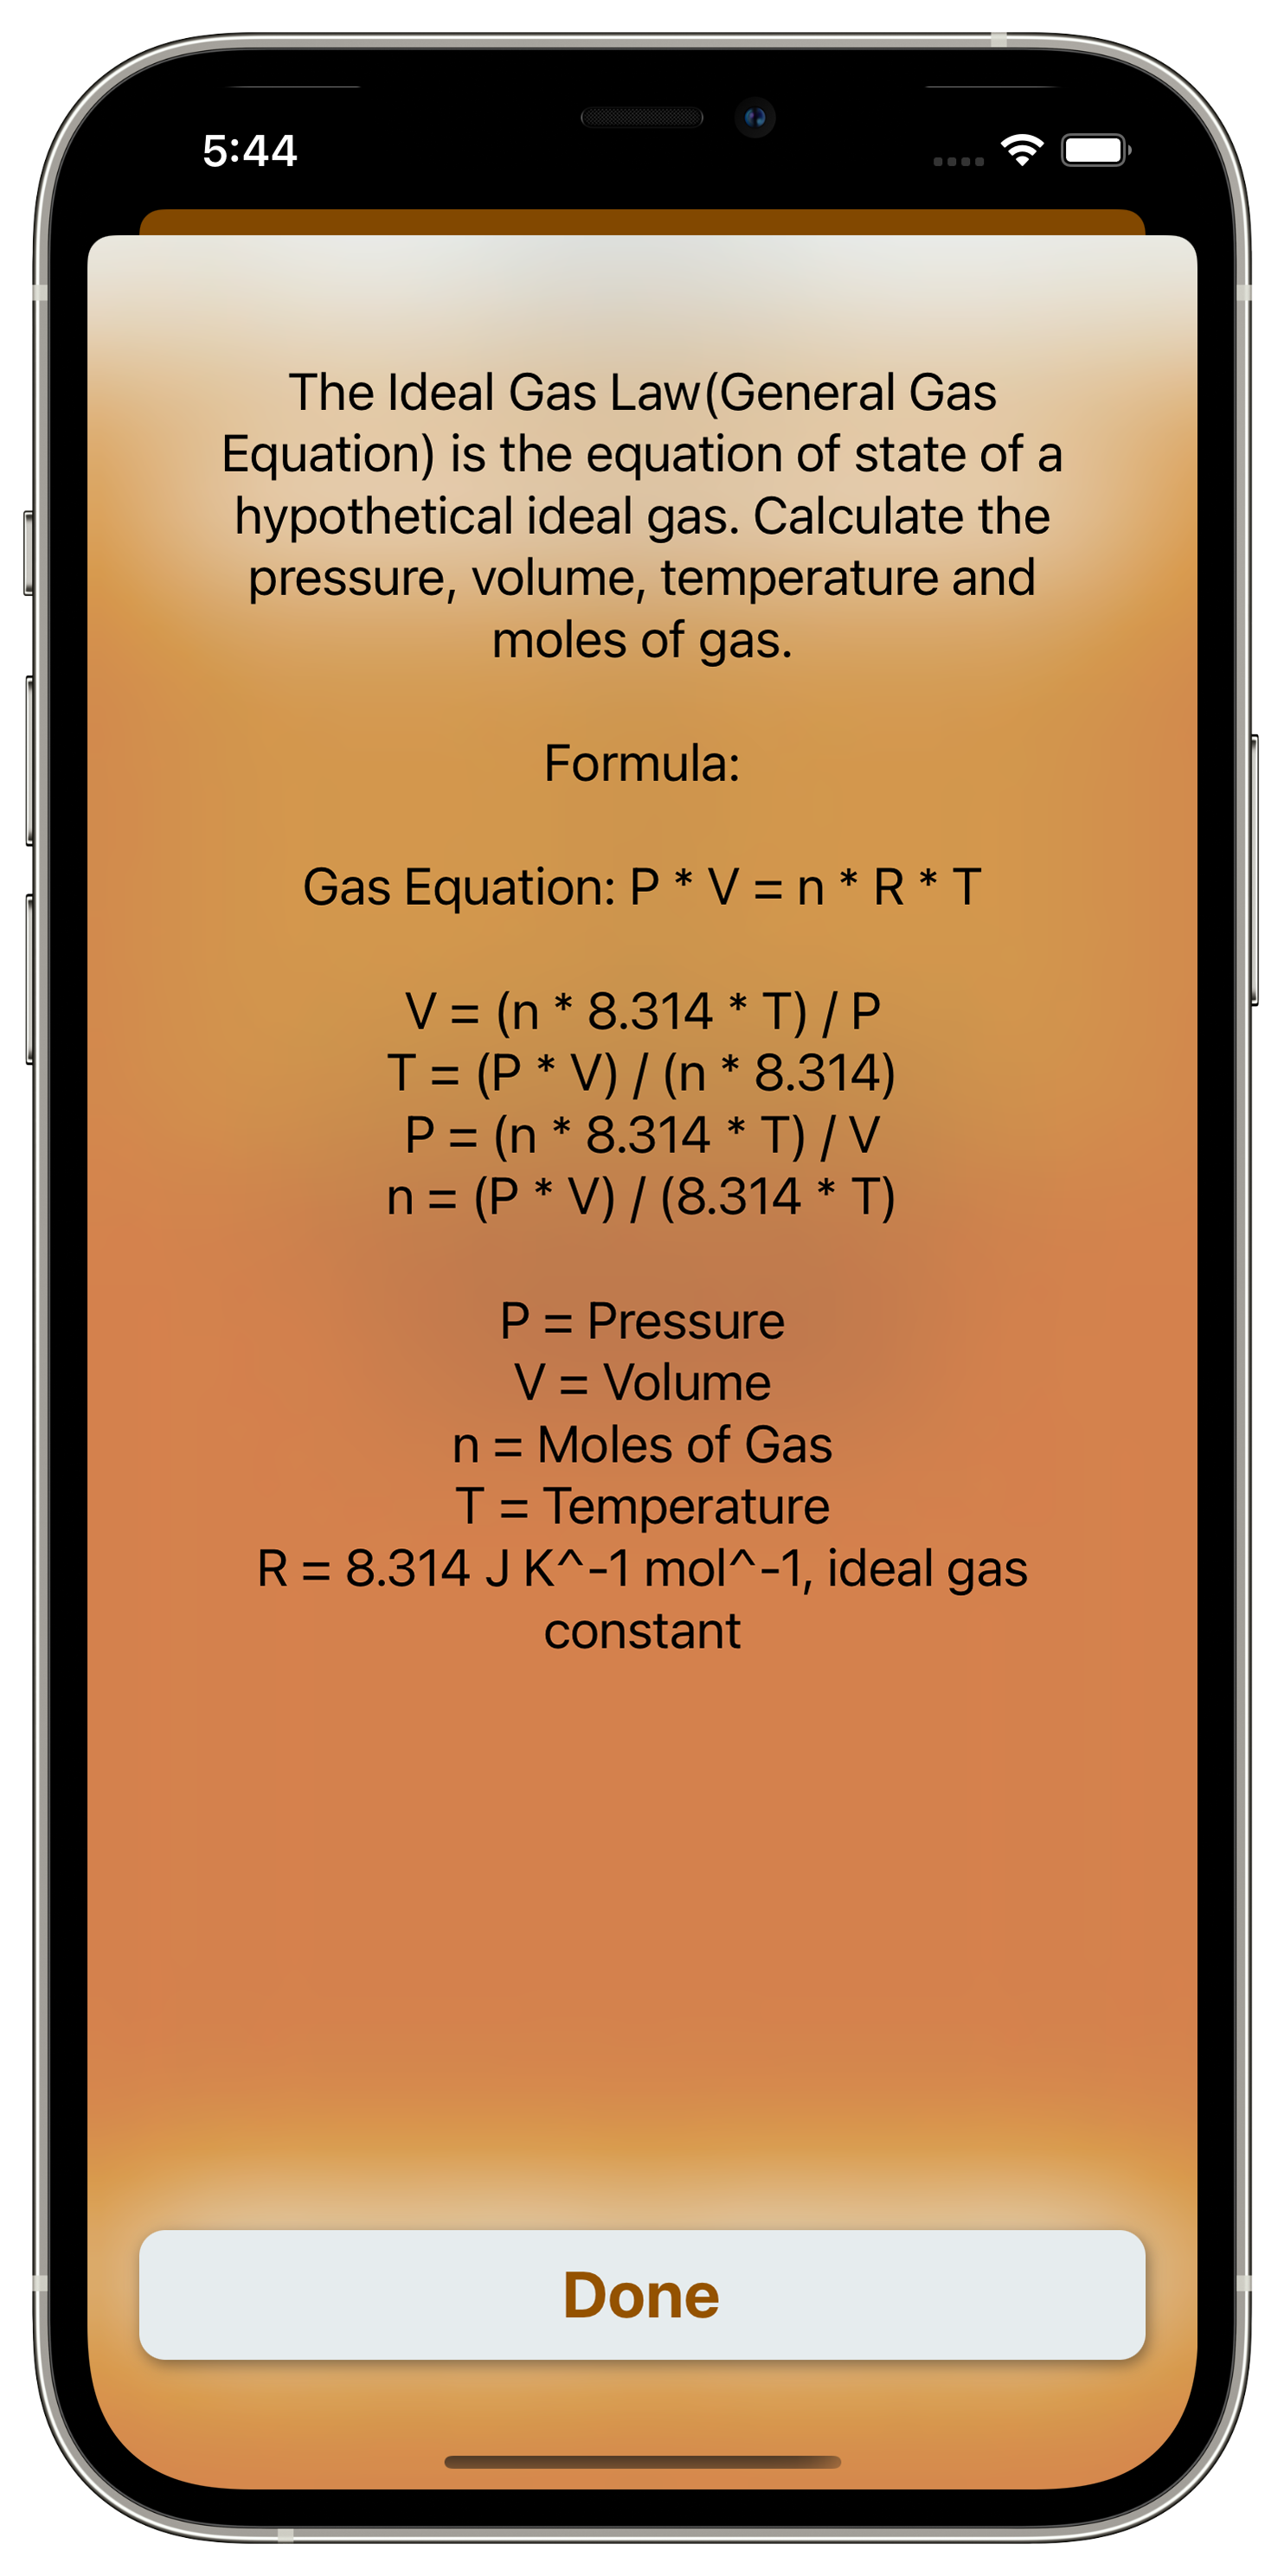 5:44
The Ideal Gas Law(General Gas
Equation) is the equation of state of a
hypothetical ideal gas. Calculate the
pressure, volume, temperature and
moles of gas.
Formula:
Gas Equation: P * V = n * R * T
V = (n * 8.314 * T) / P
T = (P * V) / (n * 8.314)
P = (n * 8.314 * T) / V
n = (P * V) / (8.314 * T)
P = Pressure
V = Volume
n = Moles of Gas
T = Temperature
R = 8.314 J K^-1 mol^-1, ideal gas
constant
Done